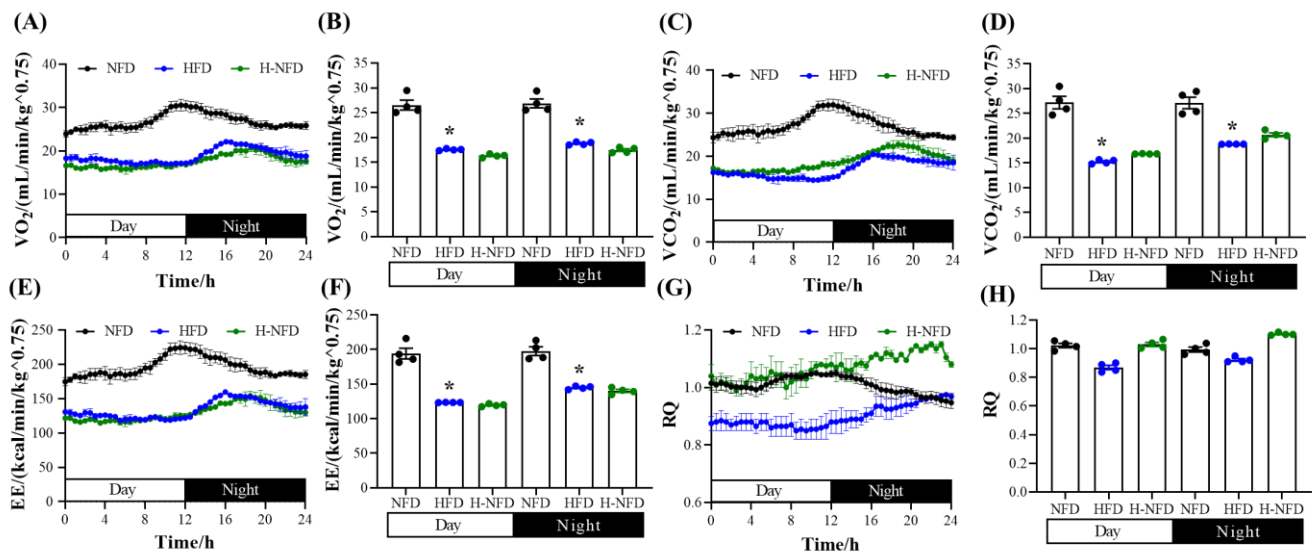 (A)
NFD HFD H-NFD
VO2/(mL/min/kg^0.75)
40
30
20
10
0
Day Night
0 4 8 12 16 20 24
Time/h
(B)
VO2/(mL/min/kg^0.75)
35
30
25
20
15
10
5
0
* *
NFD HFD H-NFD NFD HFD H-NFD
Day Night
(C)
NFD HFD H-NFD
VCO2/(mL/min/kg^0.75)
40
30
20
10
0
Day Night
0 4 8 12 16 20 24
Time/h
(D)
VCO2/(mL/min/kg^0.75)
35
30
25
20
15
10
5
0
* *
NFD HFD H-NFD NFD HFD H-NFD
Day Night
(E)
NFD HFD H-NFD
EE/(kcal/min/kg^0.75)
250
200
150
100
50
0
Day Night
0 4 8 12 16 20 24
Time/h
(F)
EE/(kcal/min/kg^0.75)
250
200
150
100
50
0
* *
NFD HFD H-NFD NFD HFD H-NFD
Day Night
(G)
NFD HFD H-NFD
RQ
1.2
1.0
0.8
0.6
Day Night
0 4 8 12 16 20 24
Time/h
(H)
RQ
1.2
1.0
0.8
0.6
0.4
0.2
0.0
NFD HFD H-NFD NFD HFD H-NFD
Day Night